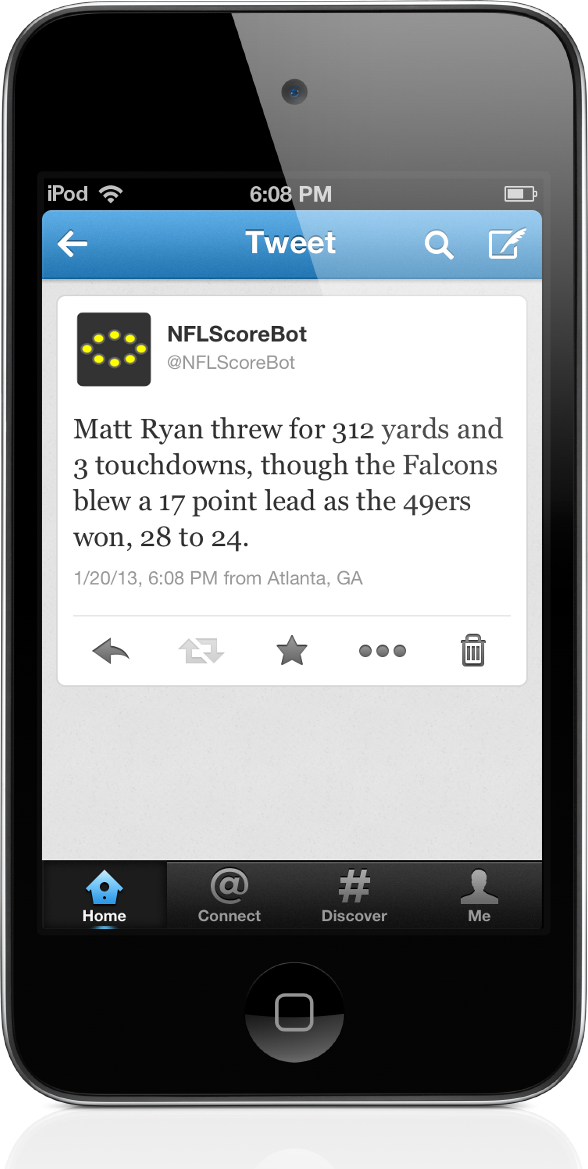 iPod 6:08 PM
Tweet
NFLScoreBot
@NFLScoreBot
Matt Ryan threw for 312 yards and
3 touchdowns, though the Falcons
blew a 17 point lead as the 49ers
won, 28 to 24.
1/20/13, 6:08 PM from Atlanta, GA
Home Connect Discover Me